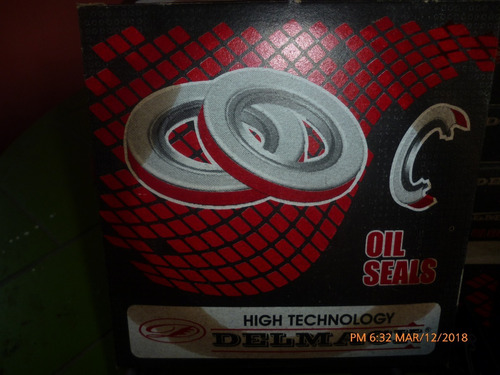 OIL
SEALS
HIGH TECHNOLOGY
PM 6:32 MAR/12/2018